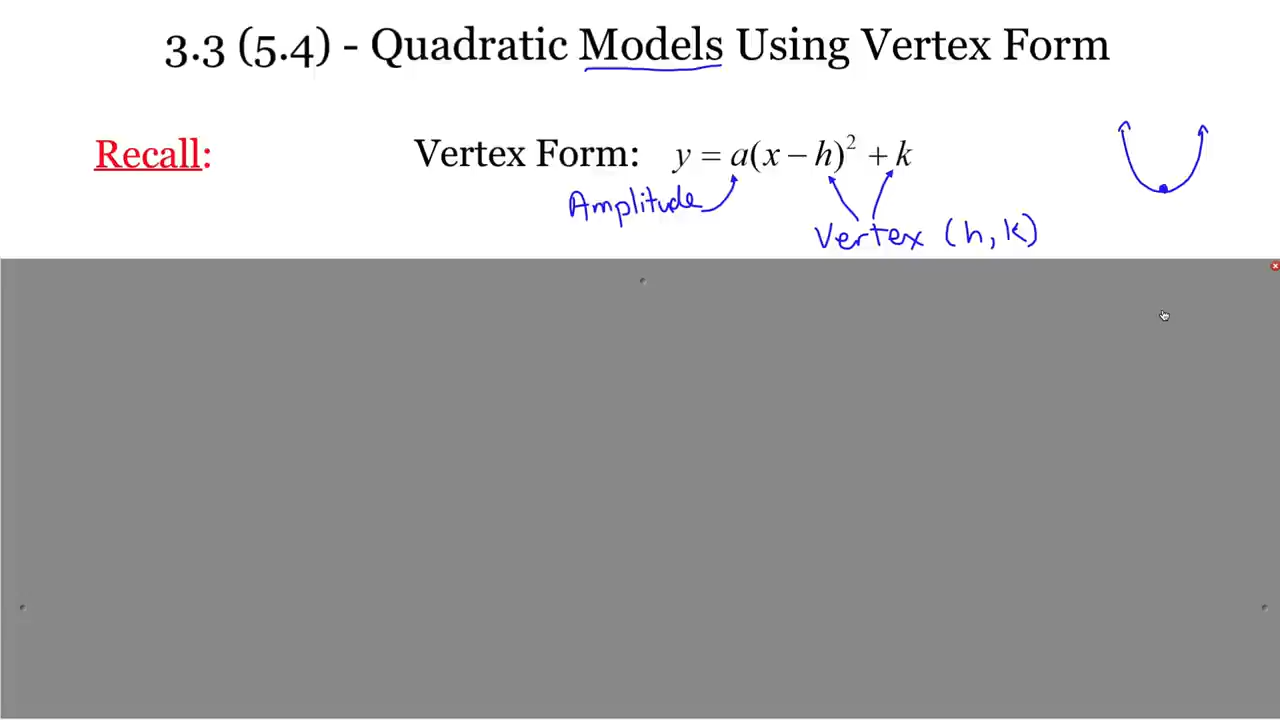 3.3 (5.4) - Quadratic Models Using Vertex Form
Recall: Vertex Form: y = a(x − h)² + k
Amplitude
Vertex (h, k)